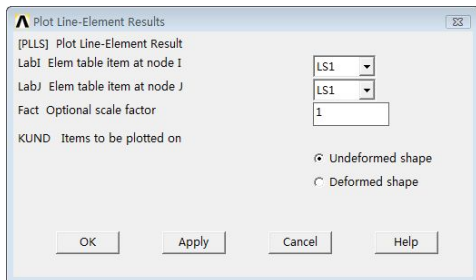 Plot Line-Element Results
[PLLS] Plot Line-Element Result
LabI Elem table item at node I LS1
LabJ Elem table item at node J LS1
Fact Optional scale factor 1
KUND Items to be plotted on
Undeformed shape
Deformed shape
OK Apply Cancel Help